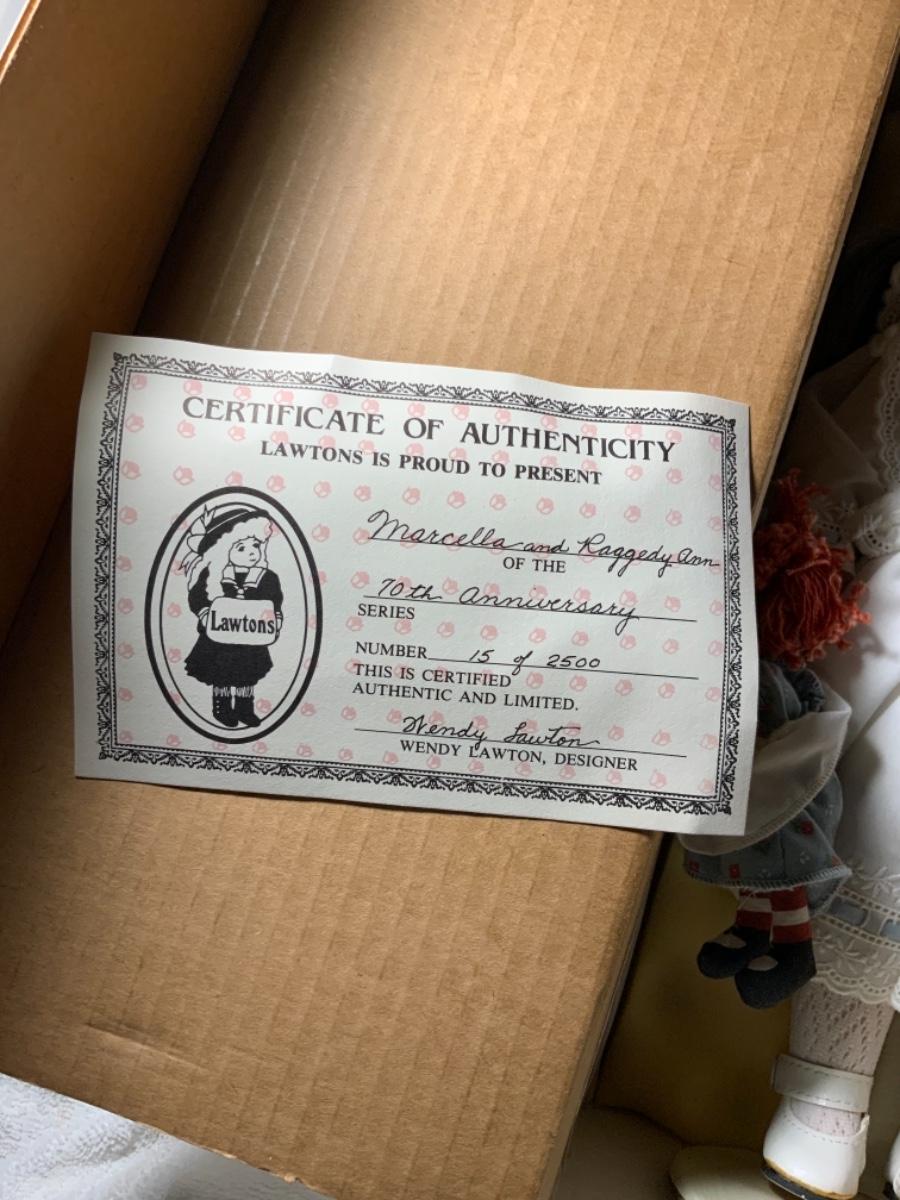 CERTIFICATE OF AUTHENTICITY
LAWTONS IS PROUD TO PRESENT
Marcella and Raggedy Ann
OF THE
70th Anniversary
SERIES
NUMBER 15 of 2500
THIS IS CERTIFIED
AUTHENTIC AND LIMITED.
Wendy Lawton
WENDY LAWTON, DESIGNER
Lawtons